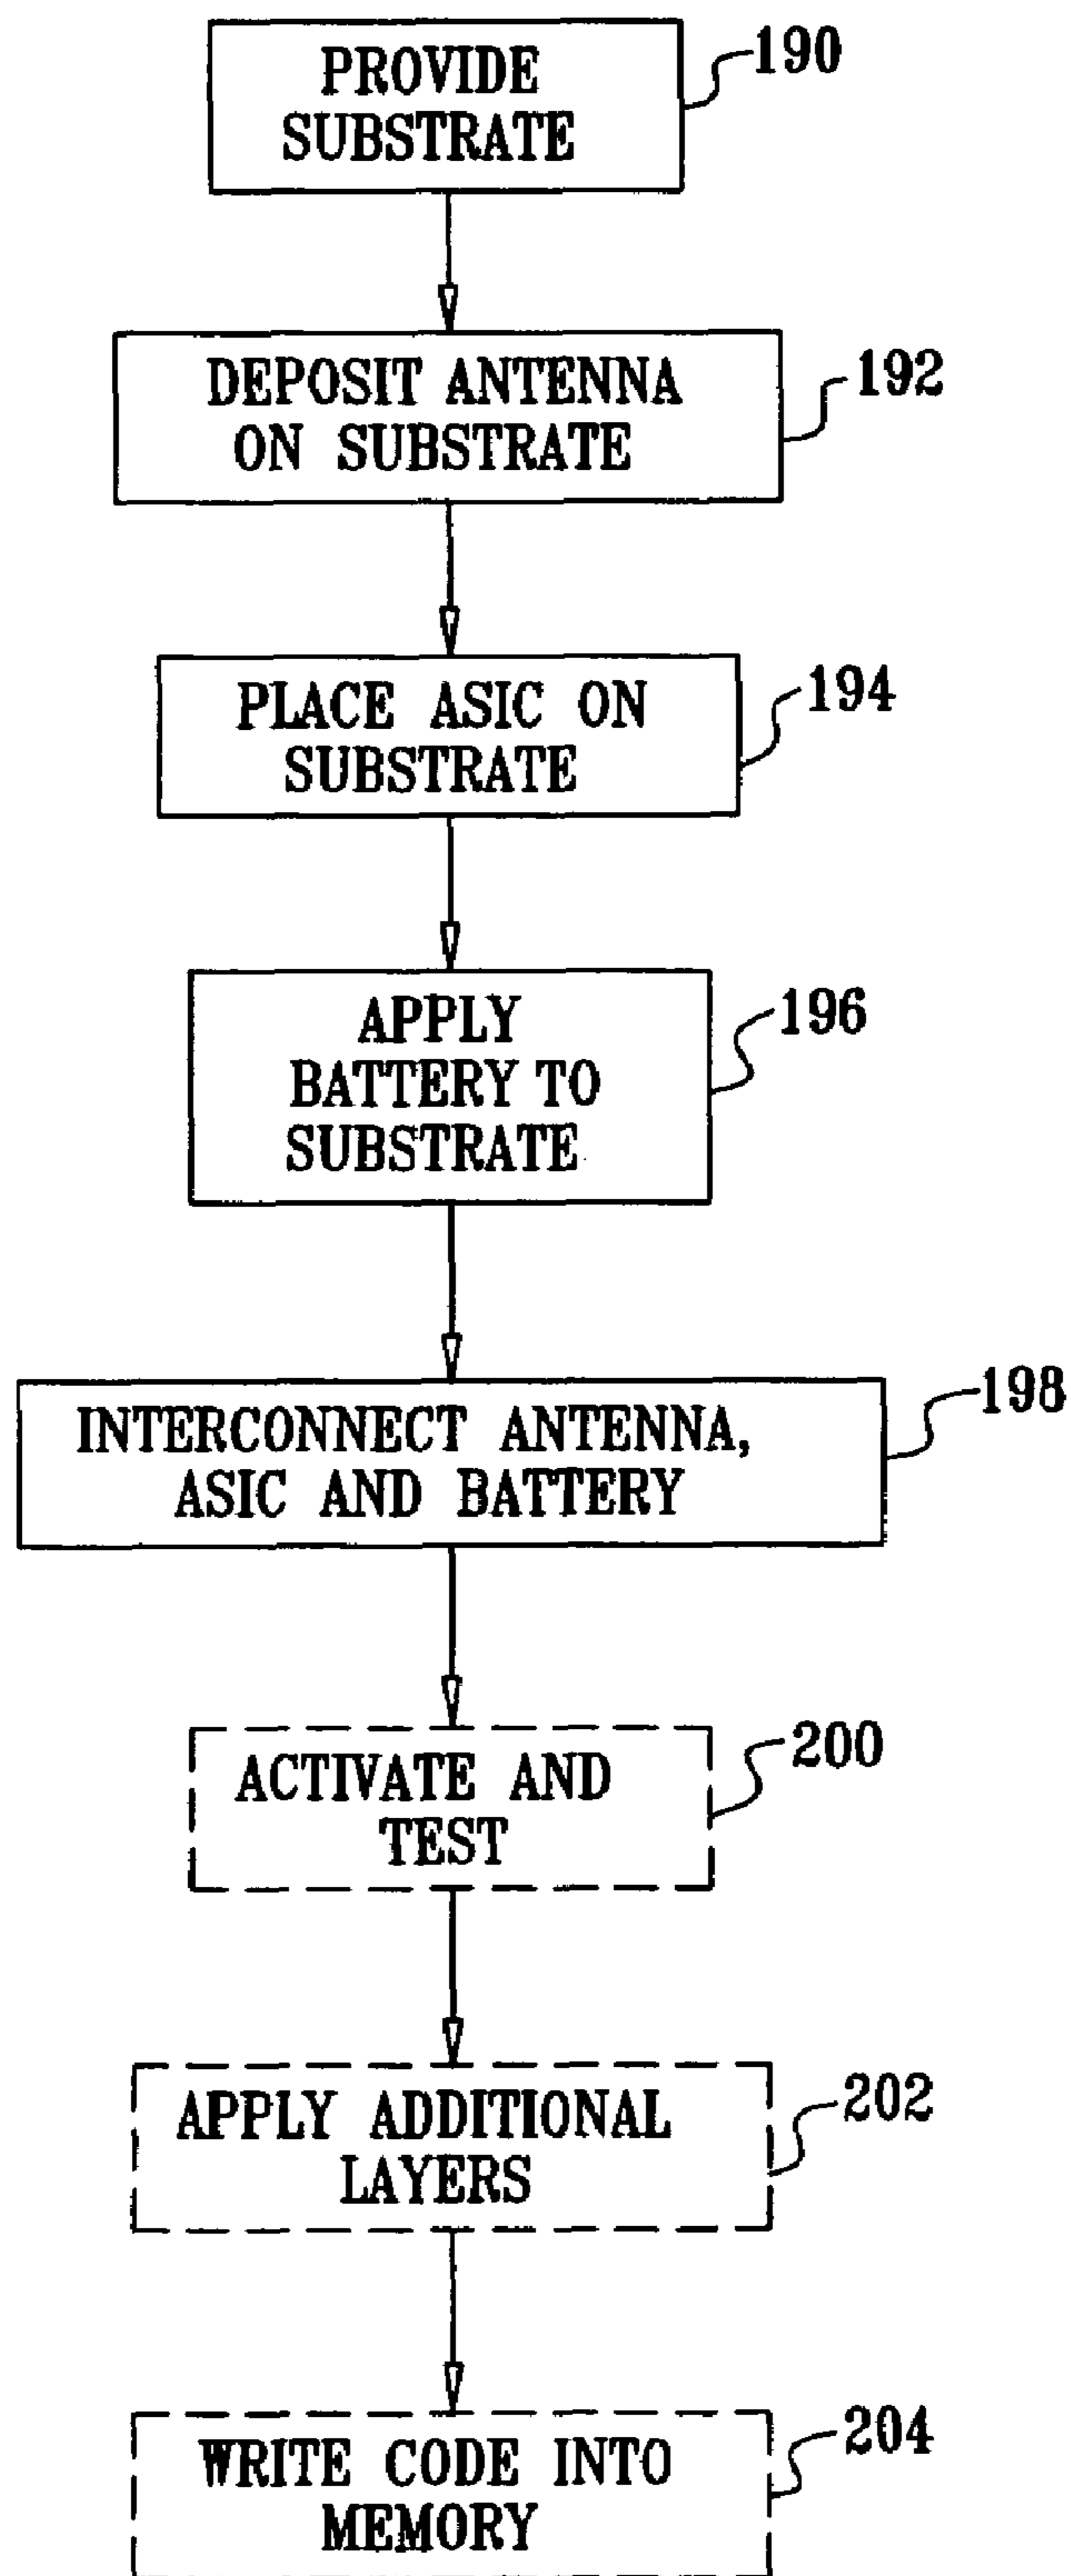 PROVIDE
SUBSTRATE
190
DEPOSIT ANTENNA
ON SUBSTRATE
192
PLACE ASIC ON
SUBSTRATE
194
APPLY
BATTERY TO
SUBSTRATE
196
INTERCONNECT ANTENNA,
ASIC AND BATTERY
198
ACTIVATE AND
TEST
200
APPLY ADDITIONAL
LAYERS
202
WRITE CODE INTO
MEMORY
204